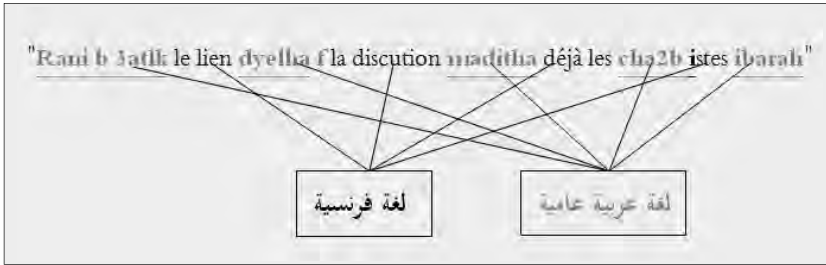 "Rani b 3atik le lien dyelha f la discution maditha déjà les cha2b istes ibarah"
لغة فرنسية
لغة عربية عامية